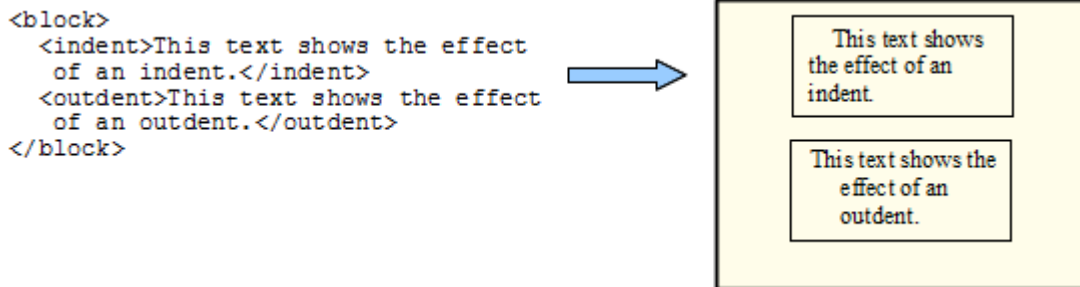 <block>
  <indent>This text shows the effect
   of an indent.</indent>
  <outdent>This text shows the effect
   of an outdent.</outdent>
</block>
This text shows
the effect of an
indent.
This text shows the
effect of an
outdent.